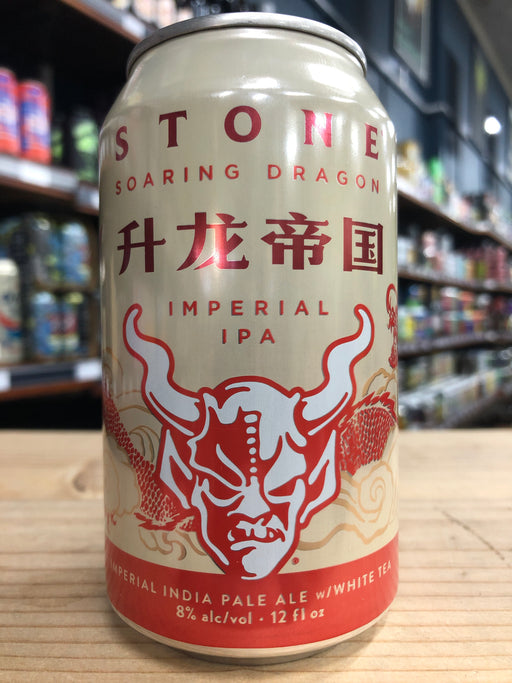 STONE
SOARING DRAGON
升龙帝国
IMPERIAL
IPA
®
IMPERIAL INDIA PALE ALE w/WHITE TEA
8% alc/vol · 12 fl oz